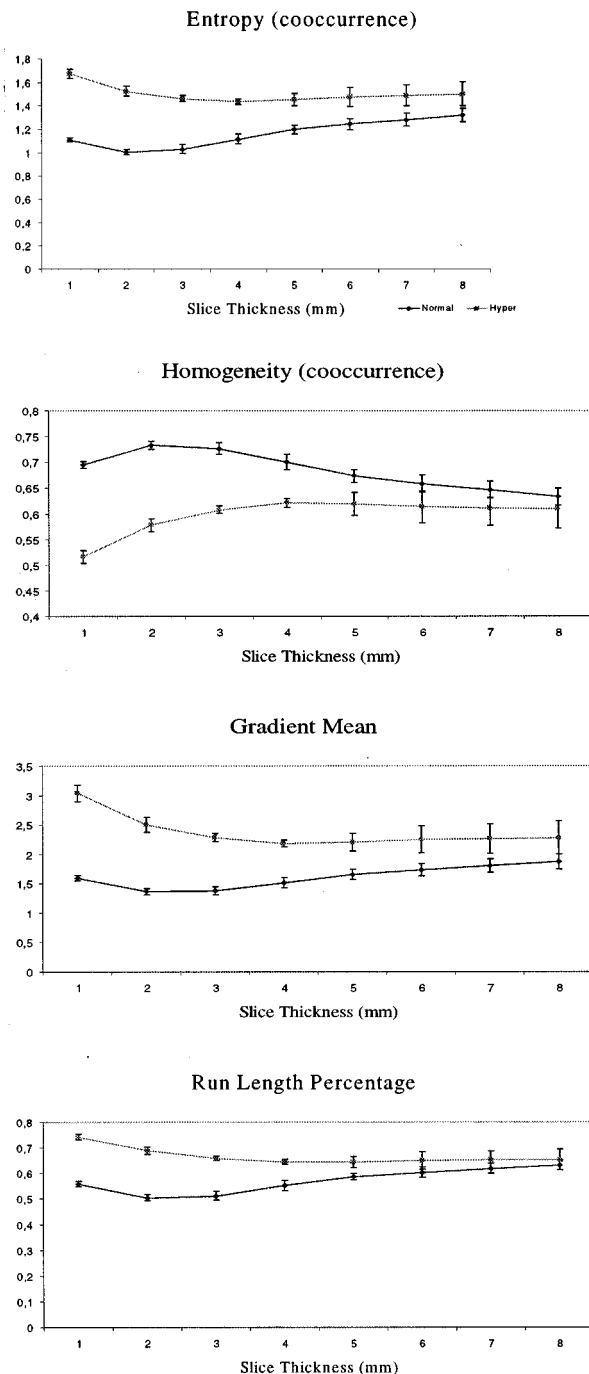 Entropy (cooccurrence)
1,8
1,6
1,4
1,2
1
0,8
0,6
0,4
0,2
0
1 2 3 4 5 6 7 8
Slice Thickness (mm)
Normal Hyper
Homogeneity (cooccurrence)
0,8
0,75
0,7
0,65
0,6
0,55
0,5
0,45
0,4
1 2 3 4 5 6 7 8
Slice Thickness (mm)
Gradient Mean
3,5
3
2,5
2
1,5
1
0,5
0
1 2 3 4 5 6 7 8
Slice Thickness (mm)
Run Length Percentage
0,8
0,7
0,6
0,5
0,4
0,3
0,2
0,1
0
1 2 3 4 5 6 7 8
Slice Thickness (mm)